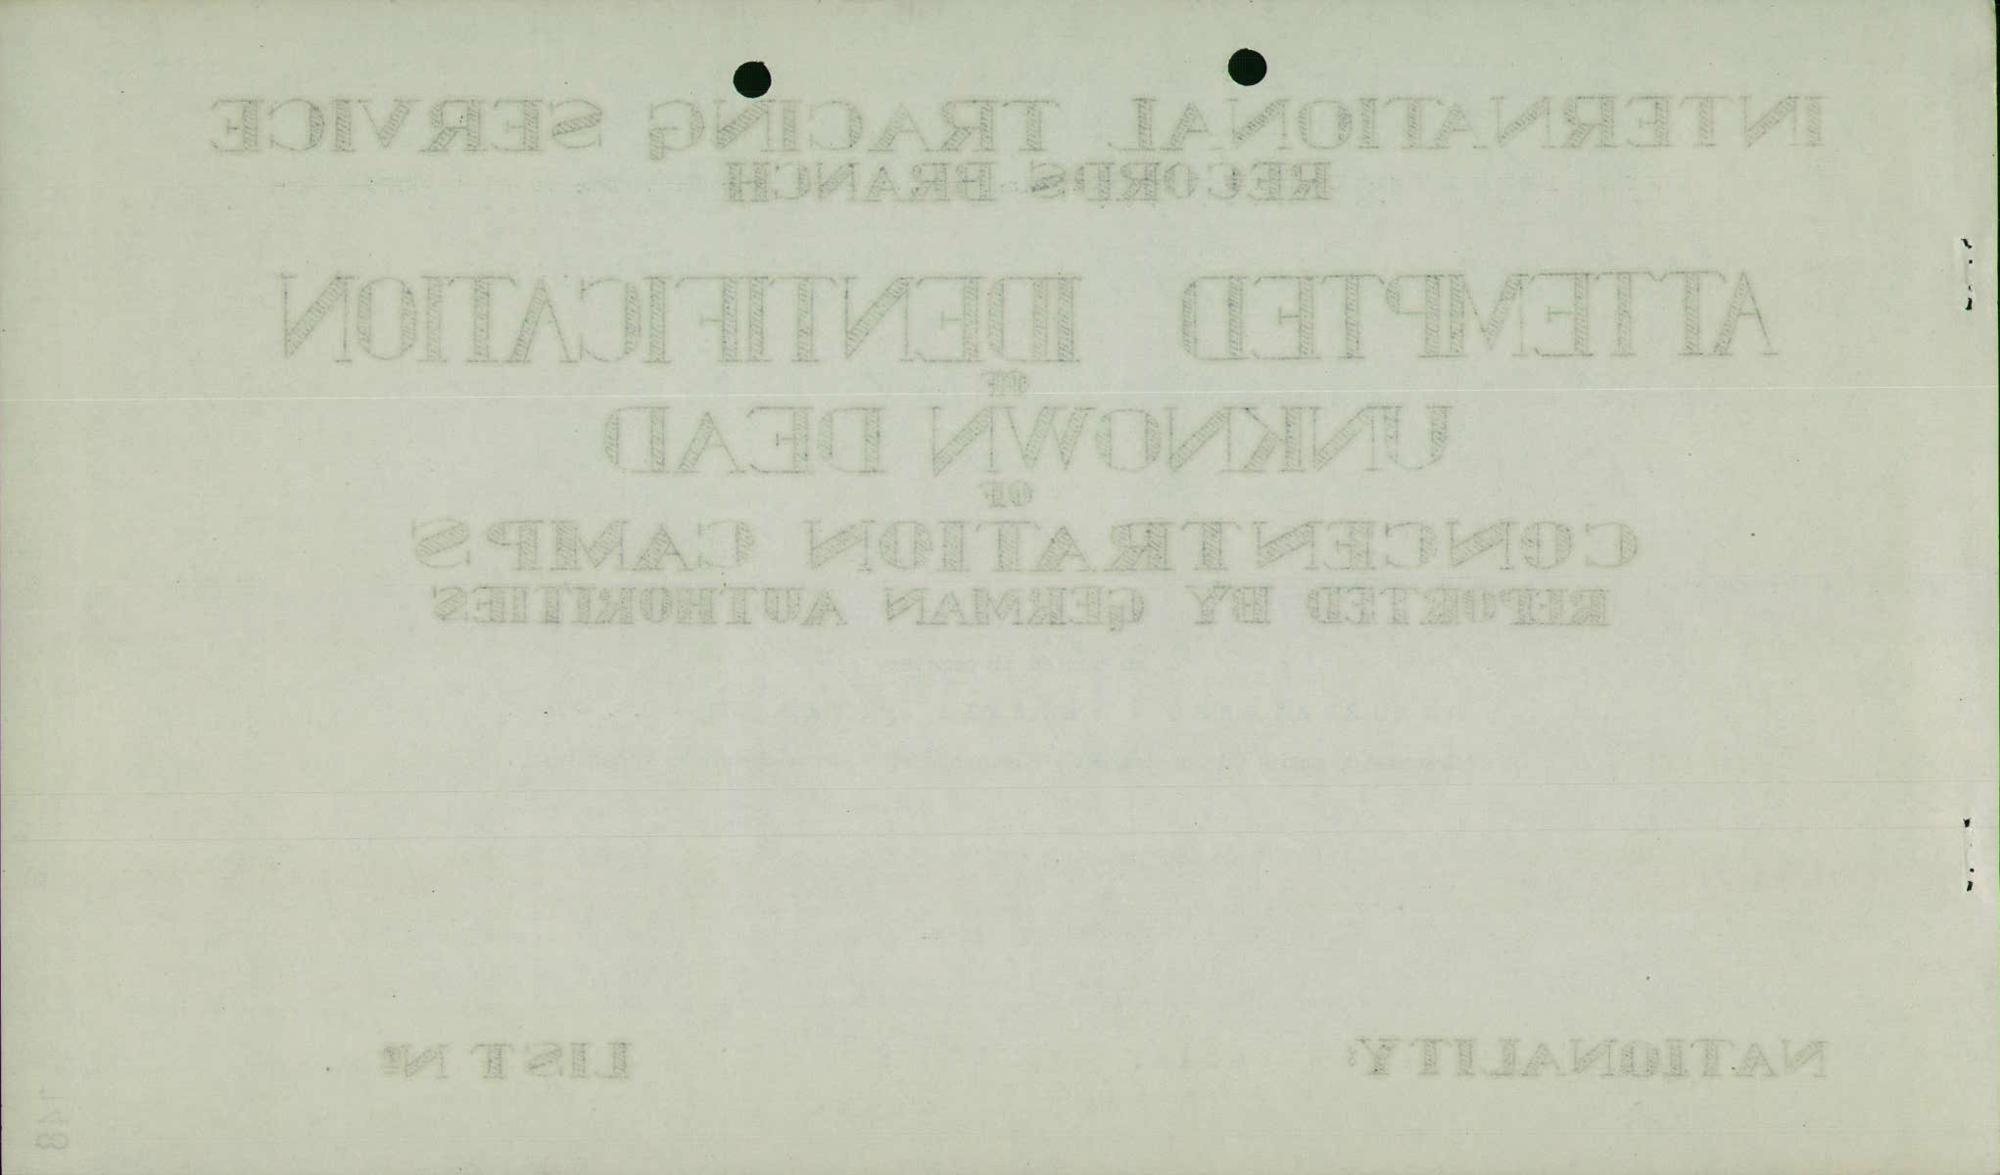 INTERNATIONAL TRACING SERVICE
RECORDS BRANCH
ATTEMPTED IDENTIFICATION
OF
UNKNOWN DEAD
OF
CONCENTRATION CAMPS
REPORTED BY GERMAN AUTHORITIES
NATIONALITY: LIST Nº
148